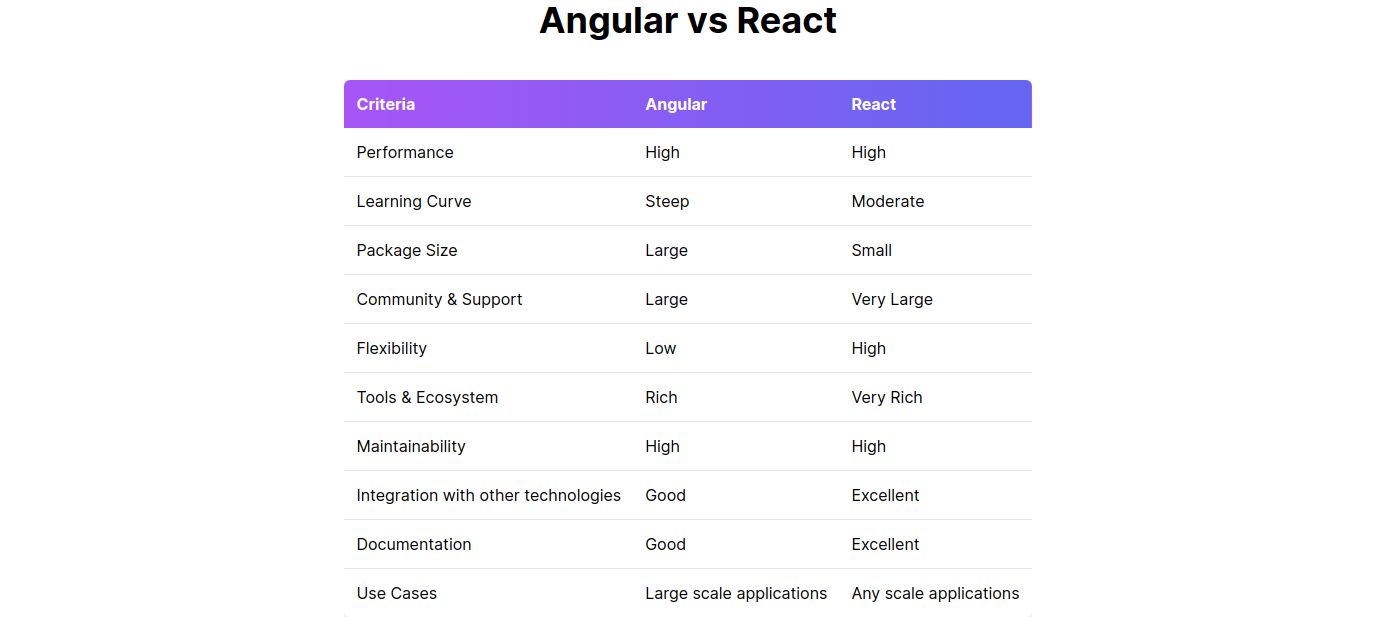 Angular vs React
Criteria Angular React
Performance High High
Learning Curve Steep Moderate
Package Size Large Small
Community & Support Large Very Large
Flexibility Low High
Tools & Ecosystem Rich Very Rich
Maintainability High High
Integration with other technologies Good Excellent
Documentation Good Excellent
Use Cases Large scale applications Any scale applications